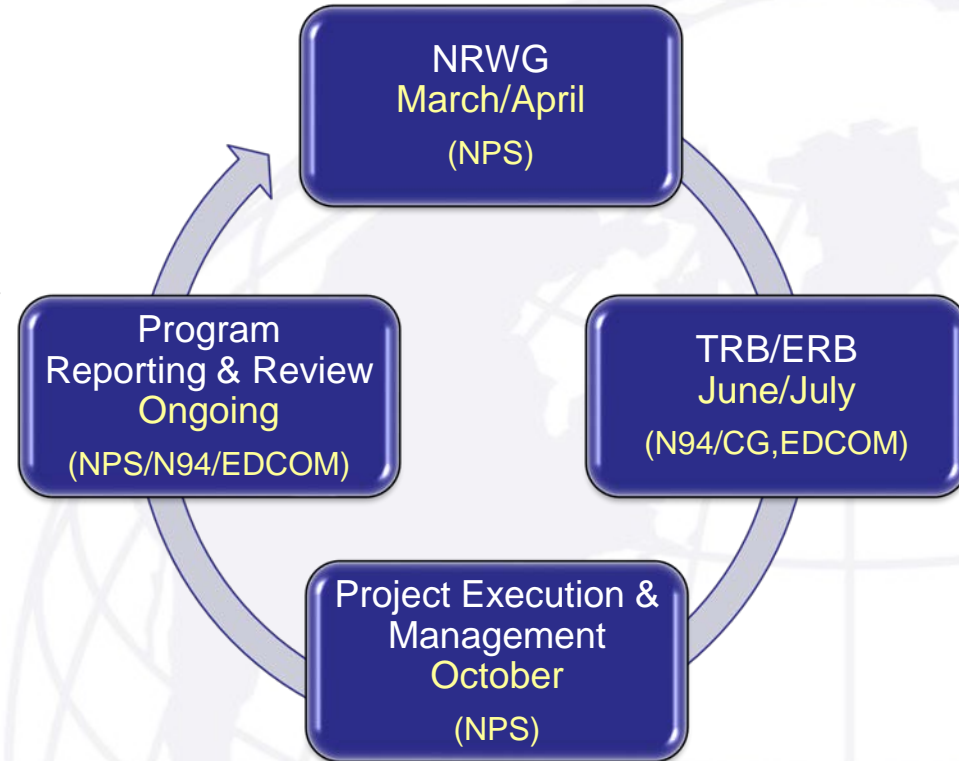 NRWG
March/April
(NPS)
TRB/ERB
June/July
(N94/CG,EDCOM)
Project Execution &
Management
October
(NPS)
Program
Reporting & Review
Ongoing
(NPS/N94/EDCOM)